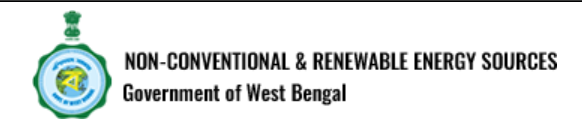 NON-CONVENTIONAL & RENEWABLE ENERGY SOURCES
Government of West Bengal